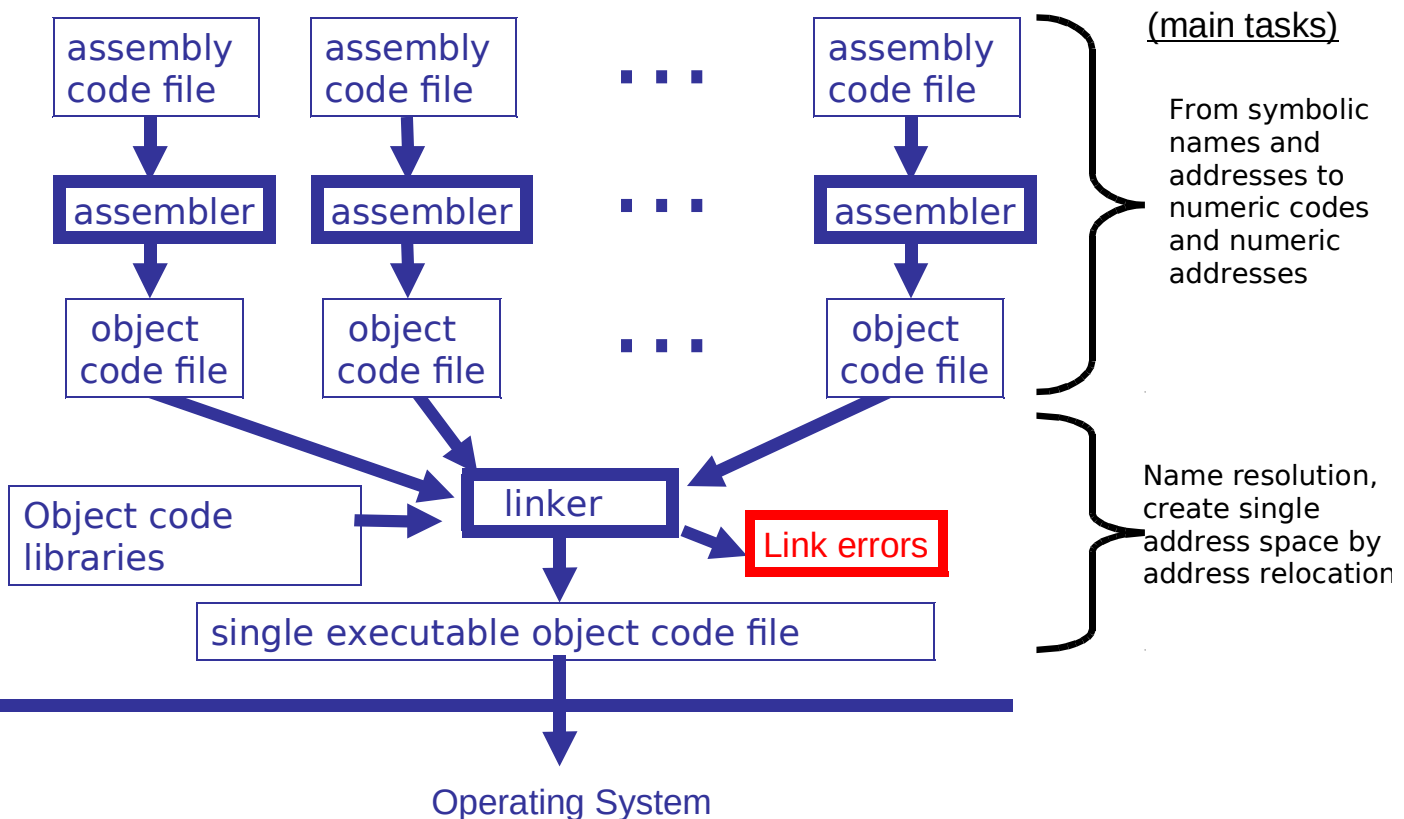 (main tasks)
assembly
code file
assembly
code file
. . .
assembly
code file
From symbolic
names and
addresses to
numeric codes
and numeric
addresses
assembler
assembler
. . .
assembler
object
code file
object
code file
. . .
object
code file
Object code
libraries
linker
Link errors
Name resolution,
create single
address space by
address relocation
single executable object code file
Operating System